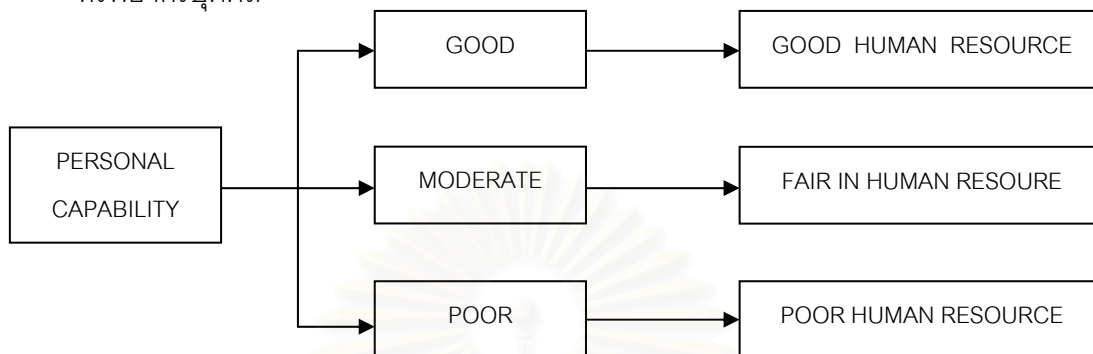 GOOD
GOOD HUMAN RESOURCE
PERSONAL
CAPABILITY
MODERATE
FAIR IN HUMAN RESOURE
POOR
POOR HUMAN RESOURCE